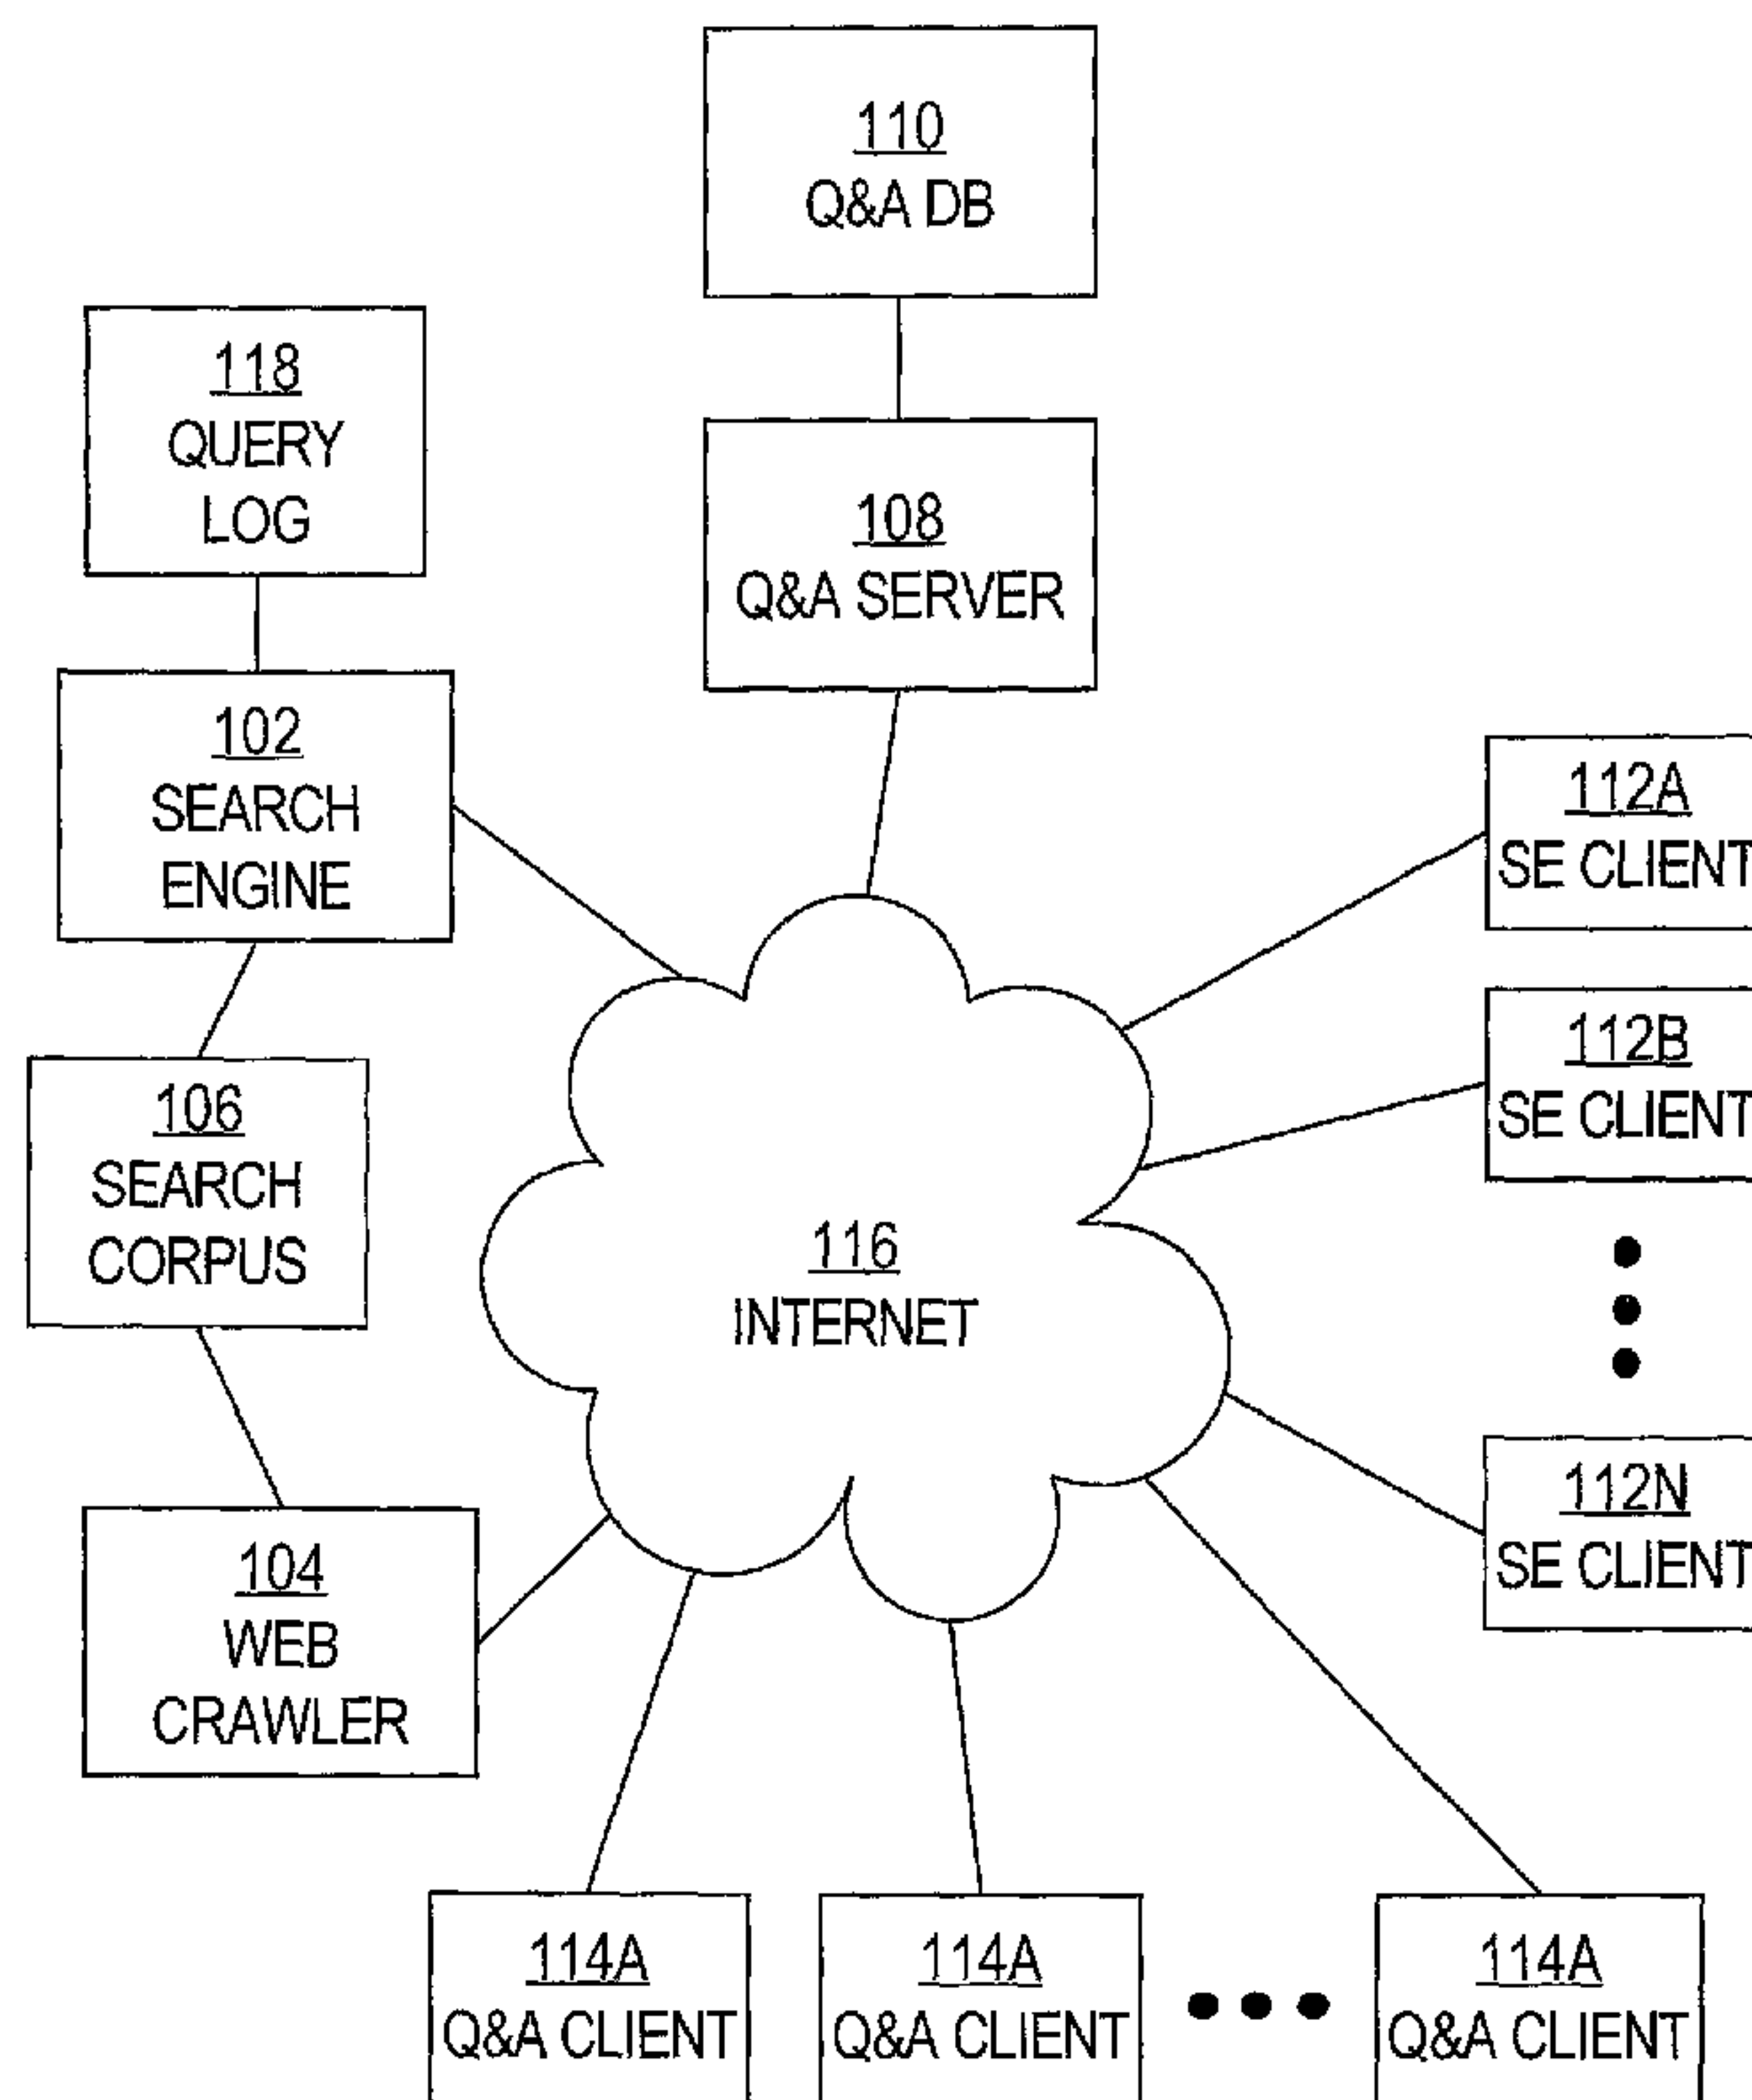 110
Q&A DB
118
QUERY
LOG
108
Q&A SERVER
102
SEARCH
ENGINE
112A
SE CLIENT
112B
SE CLIENT
106
SEARCH
CORPUS
116
INTERNET
112N
SE CLIENT
104
WEB
CRAWLER
114A
Q&A CLIENT
114A
Q&A CLIENT
114A
Q&A CLIENT